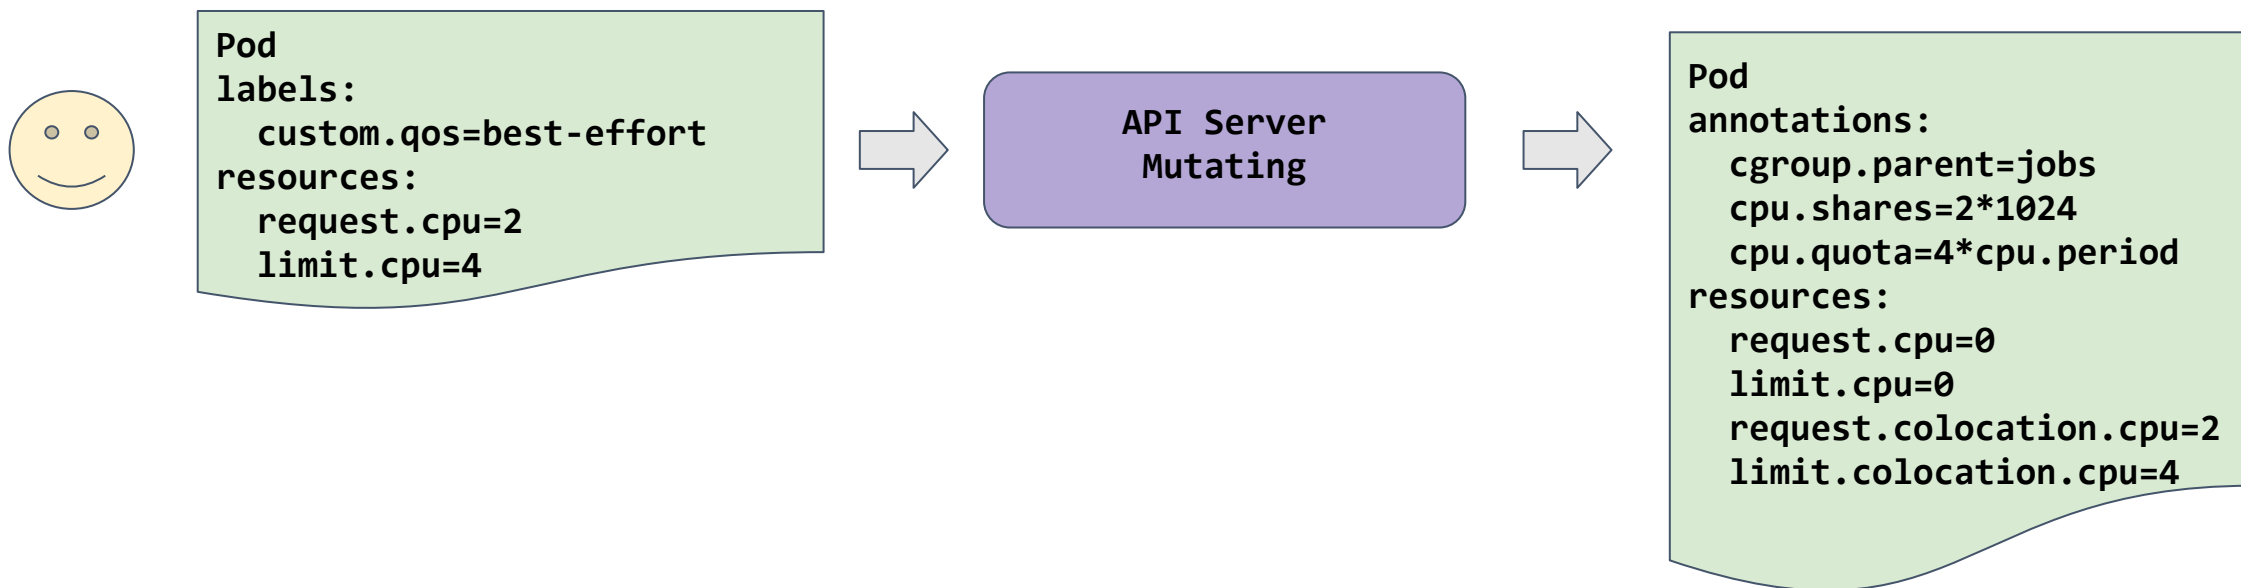 Pod
labels:
  custom.qos=best-effort
resources:
  request.cpu=2
  limit.cpu=4
API Server
Mutating
Pod
annotations:
  cgroup.parent=jobs
  cpu.shares=2*1024
  cpu.quota=4*cpu.period
resources:
  request.cpu=0
  limit.cpu=0
  request.colocation.cpu=2
  limit.colocation.cpu=4